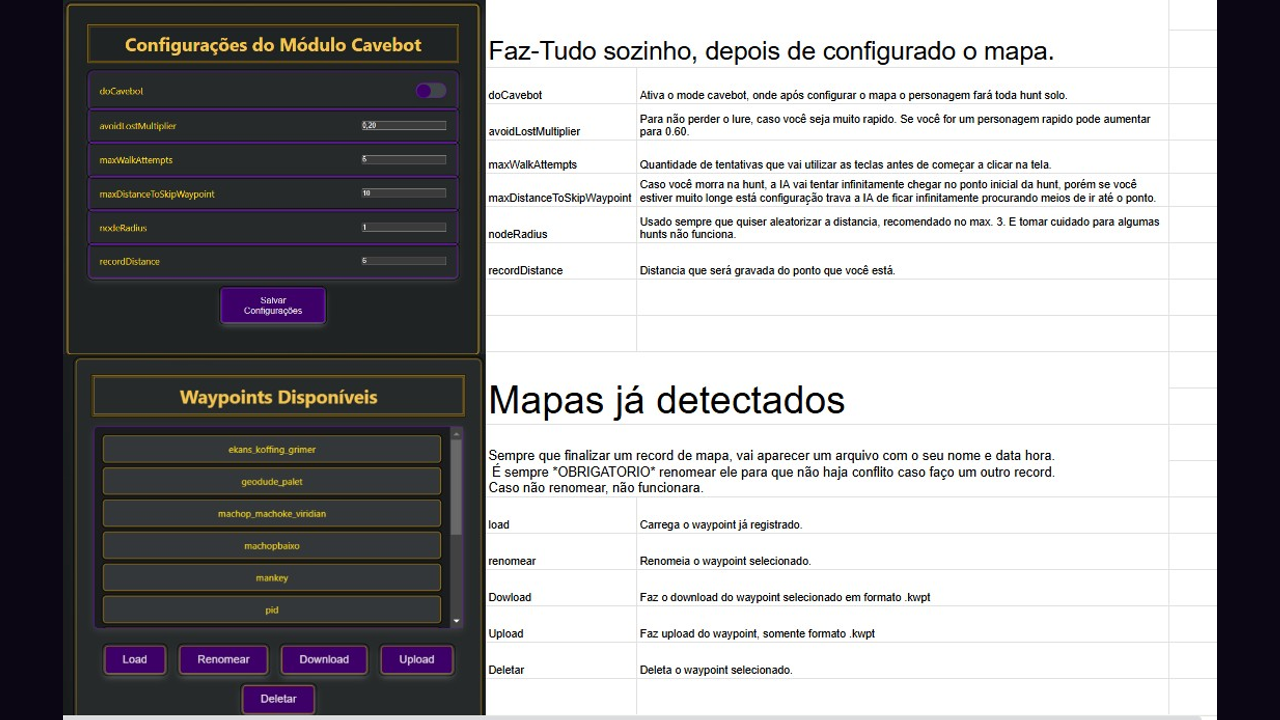 Configurações do Módulo Cavebot
doCavebot
avoidLostMultiplier
0,20
maxWalkAttempts
5
maxDistanceToSkipWaypoint
10
nodeRadius
1
recordDistance
5
Salvar
Configurações
Faz-Tudo sozinho, depois de configurado o mapa.
doCavebot
Ativa o mode cavebot, onde após configurar o mapa o personagem fará toda hunt solo.
avoidLostMultiplier
Para não perder o lure, caso você seja muito rapido. Se você for um personagem rapido pode aumentar
para 0.60.
maxWalkAttempts
Quantidade de tentativas que vai utilizar as teclas antes de começar a clicar na tela.
maxDistanceToSkipWaypoint
Caso você morra na hunt, a IA vai tentar infinitamente chegar no ponto inicial da hunt, porém se você
estiver muito longe está configuração trava a IA de ficar infinitamente procurando meios de ir até o ponto.
nodeRadius
Usado sempre que quiser aleatorizar a distancia, recomendado no max. 3. E tomar cuidado para algumas
hunts não funciona.
recordDistance
Distancia que será gravada do ponto que você está.
Waypoints Disponíveis
ekans_koffing_grimer
geodude_palet
machop_machoke_viridian
machopbaixo
mankey
pid
Load
Renomear
Download
Upload
Deletar
Mapas já detectados
Sempre que finalizar um record de mapa, vai aparecer um arquivo com o seu nome e data hora.
É sempre *OBRIGATORIO* renomear ele para que não haja conflito caso faço um outro record.
Caso não renomear, não funcionara.
load
Carrega o waypoint já registrado.
renomear
Renomeia o waypoint selecionado.
Dowload
Faz o download do waypoint selecionado em formato .kwpt
Upload
Faz upload do waypoint, somente formato .kwpt
Deletar
Deleta o waypoint selecionado.